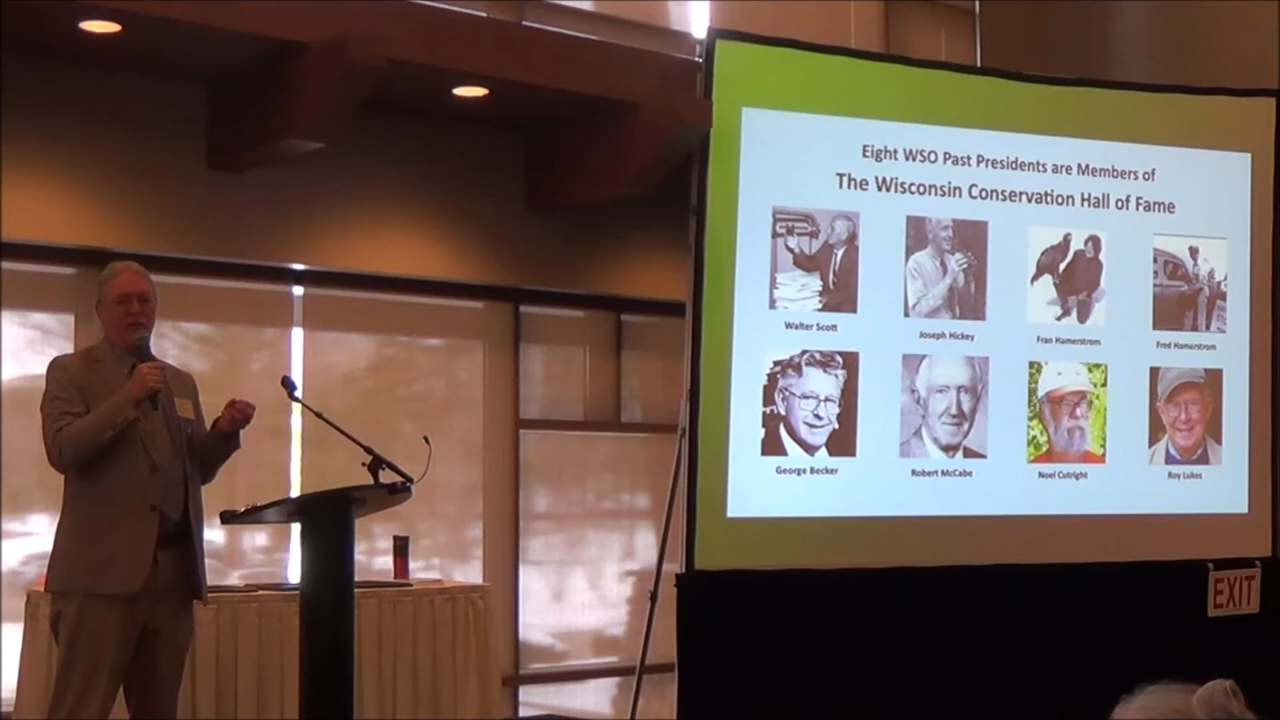 Eight WSO Past Presidents are Members of
The Wisconsin Conservation Hall of Fame
Walter Scott
Joseph Hickey
Fran Hamerstrom
Fred Hamerstrom
George Becker
Robert McCabe
Noel Cutright
Roy Lukes
EXIT